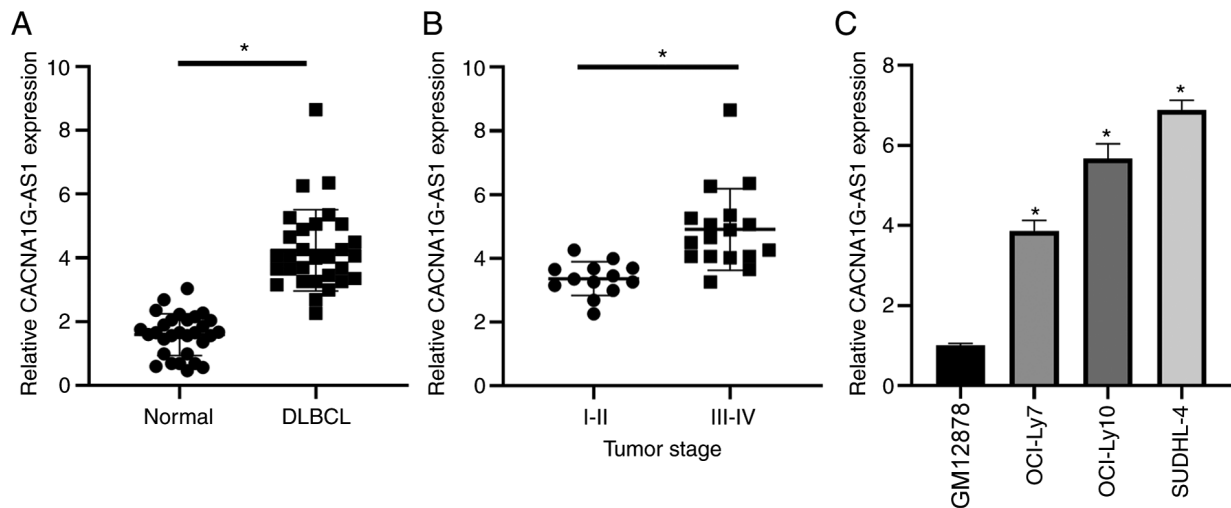 A
Relative CACNA1G-AS1 expression
10
8
6
4
2
0
*
Normal
DLBCL
B
Relative CACNA1G-AS1 expression
10
8
6
4
2
0
*
I-II
III-IV
Tumor stage
C
Relative CACNA1G-AS1 expression
8
6
4
2
0
*
*
*
GM12878
OCI-Ly7
OCI-Ly10
SUDHL-4